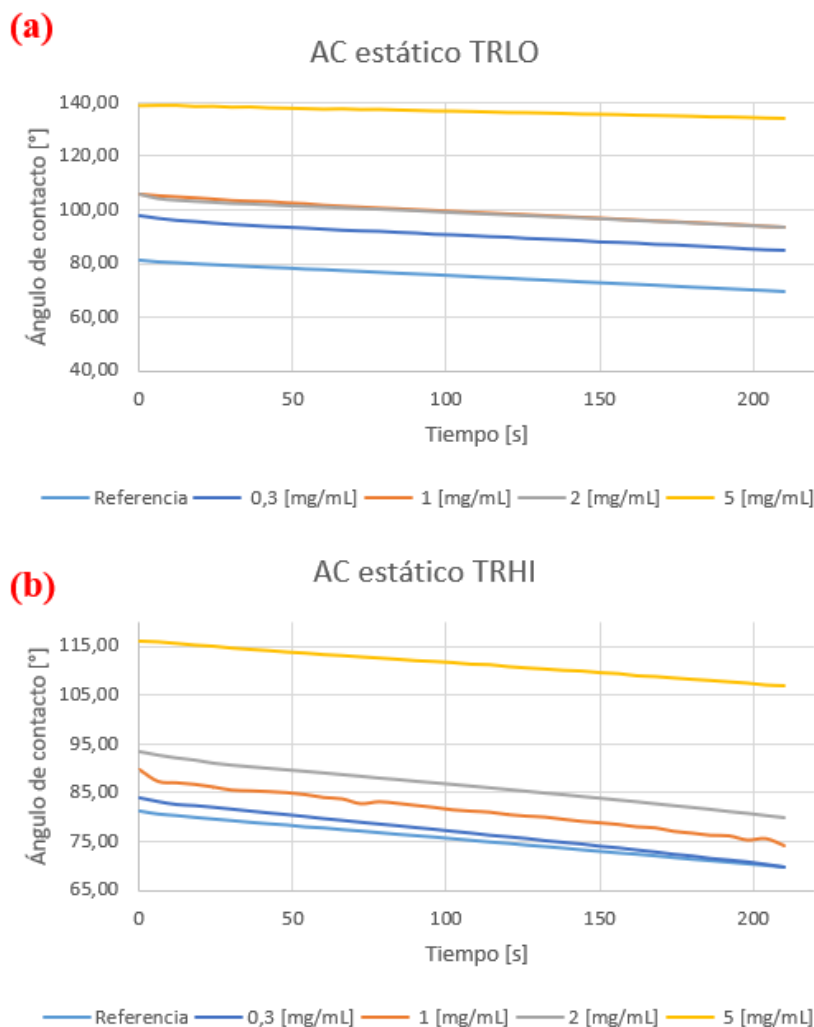 (a)
AC estático TRLO
Ángulo de contacto [°]
140,00
120,00
100,00
80,00
60,00
40,00
0 50 100 150 200
Tiempo [s]
Referencia 0,3 [mg/mL] 1 [mg/mL] 2 [mg/mL] 5 [mg/mL]
(b)
AC estático TRHI
Ángulo de contacto [°]
115,00
105,00
95,00
85,00
75,00
65,00
0 50 100 150 200
Tiempo [s]
Referencia 0,3 [mg/mL] 1 [mg/mL] 2 [mg/mL] 5 [mg/mL]